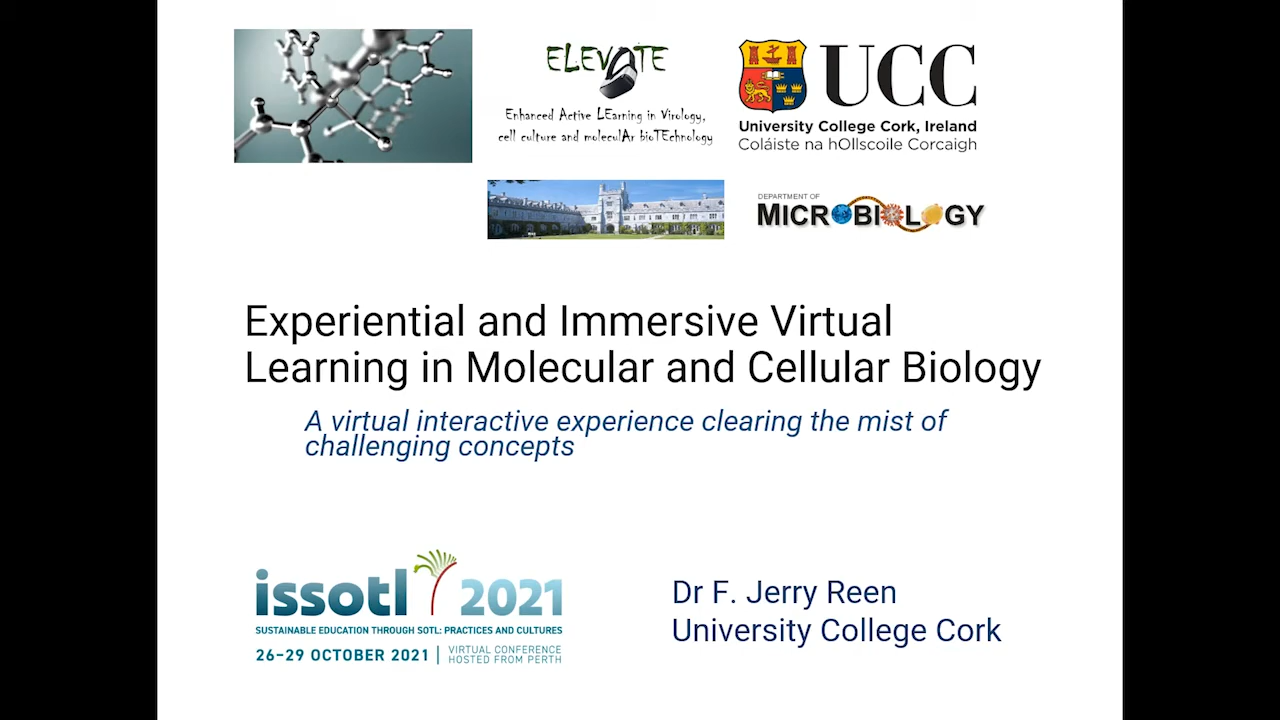 ELEVATE
Enhanced Active LEarning in Virology,
cell culture and moleculAr bioTEchnology
UCC
University College Cork, Ireland
Coláiste na hOllscoile Corcaigh
DEPARTMENT OF
MICROBIOLOGY
Experiential and Immersive Virtual
Learning in Molecular and Cellular Biology
A virtual interactive experience clearing the mist of
challenging concepts
issotl 2021
SUSTAINABLE EDUCATION THROUGH SOTL: PRACTICES AND CULTURES
26–29 OCTOBER 2021 | VIRTUAL CONFERENCE
HOSTED FROM PERTH
Dr F. Jerry Reen
University College Cork